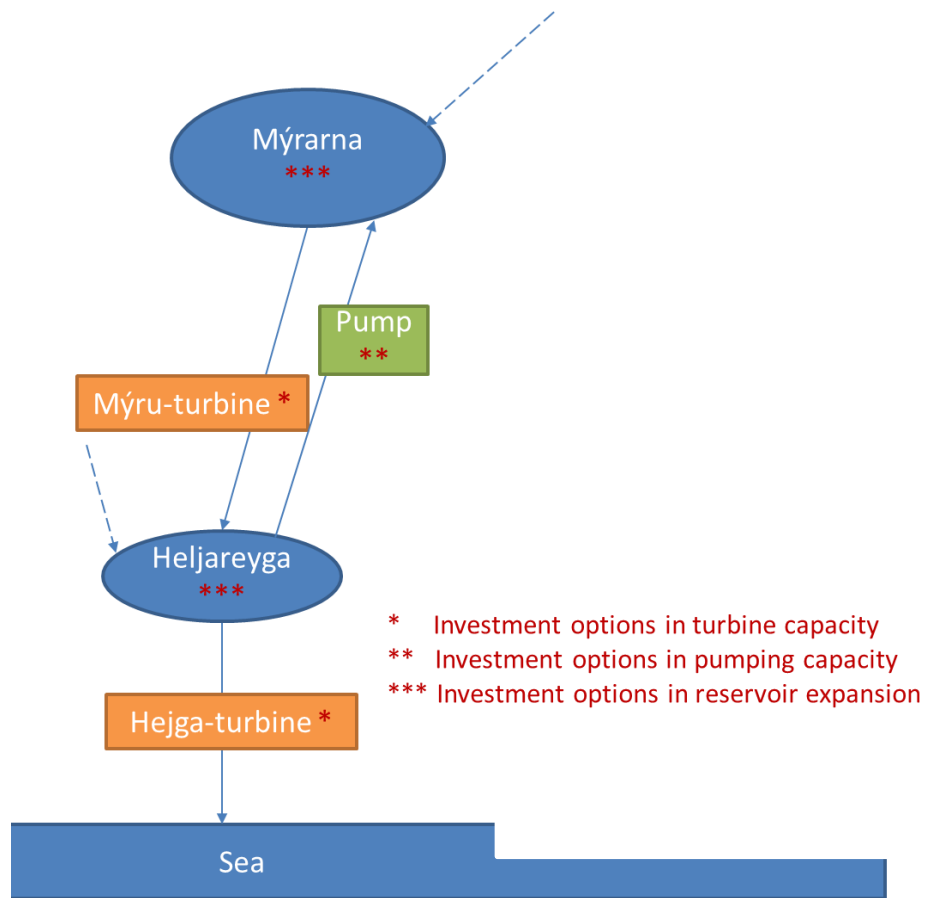 Mýrarna
***
Pump
**
Mýru-turbine *
Heljareyga
***
* Investment options in turbine capacity
** Investment options in pumping capacity
*** Investment options in reservoir expansion
Hejga-turbine *
Sea